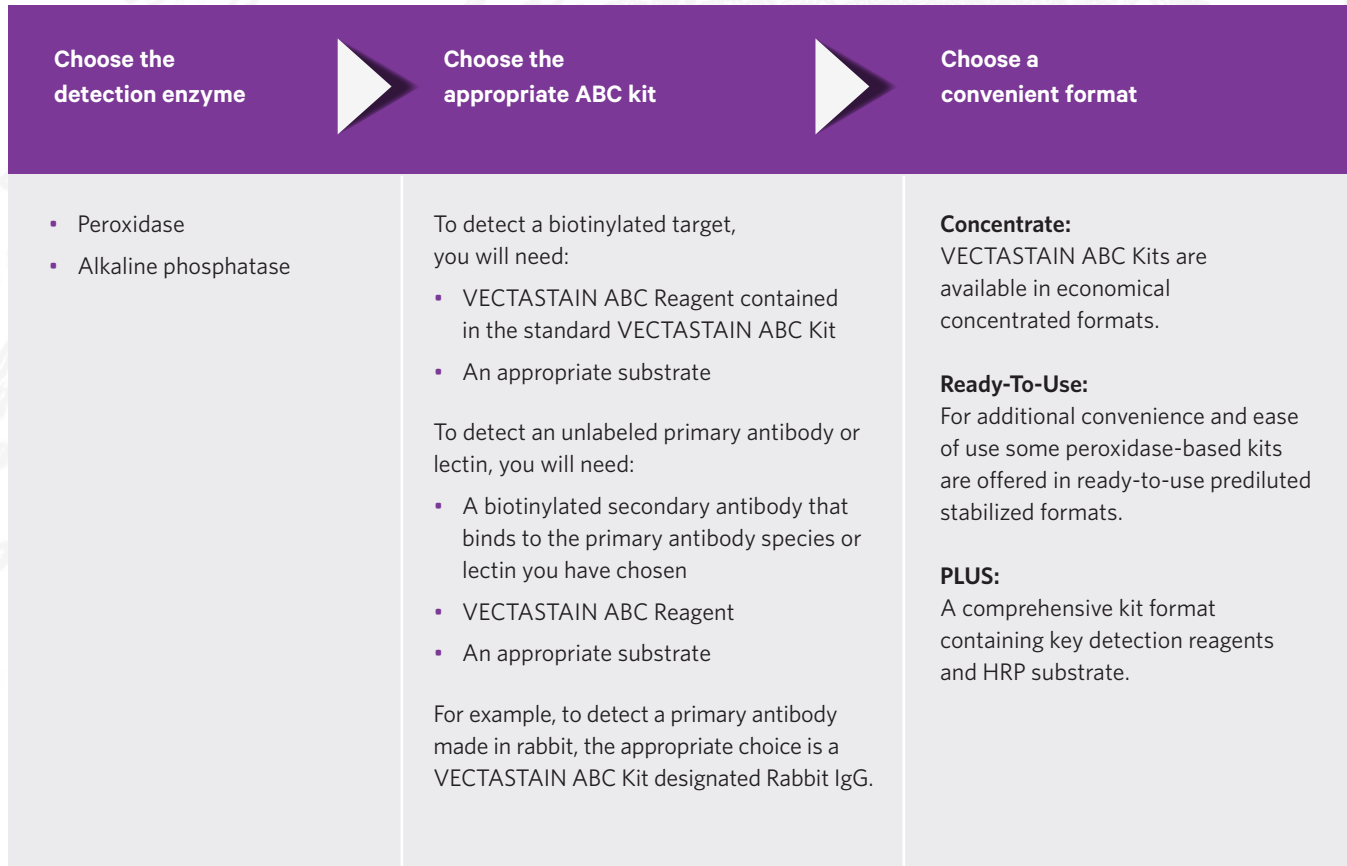 Choose the
detection enzyme
Choose the
appropriate ABC kit
Choose a
convenient format
• Peroxidase
• Alkaline phosphatase
To detect a biotinylated target,
you will need:
• VECTASTAIN ABC Reagent contained
in the standard VECTASTAIN ABC Kit
• An appropriate substrate
To detect an unlabeled primary antibody or
lectin, you will need:
• A biotinylated secondary antibody that
binds to the primary antibody species or
lectin you have chosen
• VECTASTAIN ABC Reagent
• An appropriate substrate
For example, to detect a primary antibody
made in rabbit, the appropriate choice is a
VECTASTAIN ABC Kit designated Rabbit IgG.
Concentrate:
VECTASTAIN ABC Kits are
available in economical
concentrated formats.
Ready-To-Use:
For additional convenience and ease
of use some peroxidase-based kits
are offered in ready-to-use prediluted
stabilized formats.
PLUS:
A comprehensive kit format
containing key detection reagents
and HRP substrate.